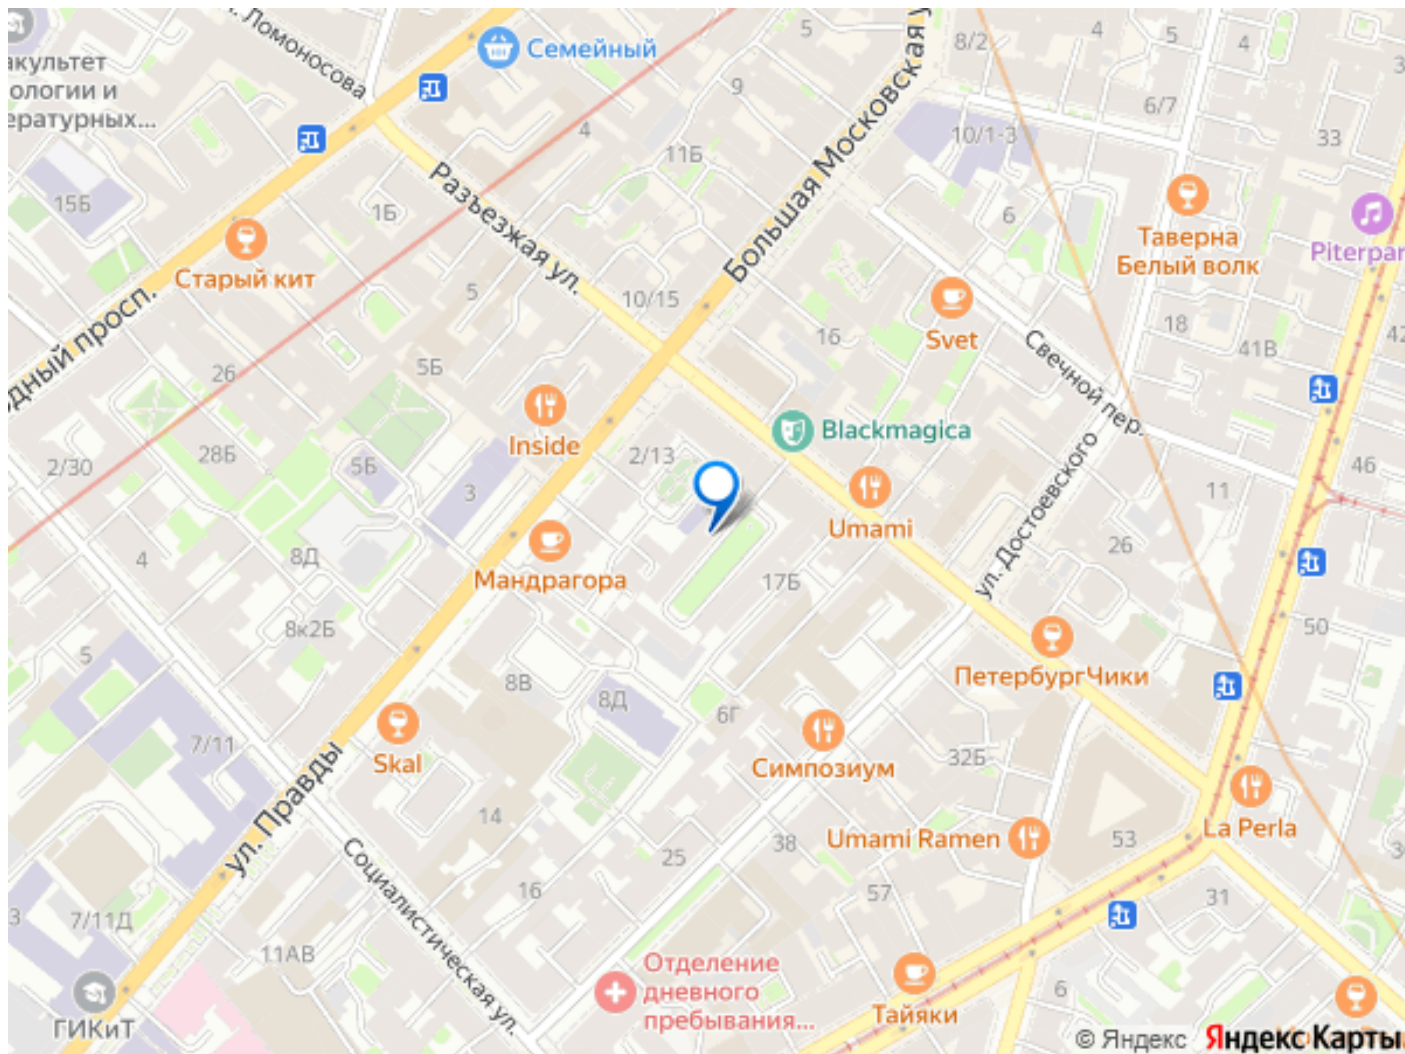 Ломоносова
Семейный
8/2
4
5
4
5
акультет
ологии и
ературных...
9
4
6/7
10/1-3
33
11Б
15Б
1Б
Разъезжая ул.
Большая Московская
6
Таверна
Белый волк
Piterpar
Старый кит
5
10/15
16
Svet
18
41В
42
Свечной пер.
дный просп.
26
5Б
Inside
Blackmagica
2/30
28Б
5Б
3
2/13
46
11
Umami
ул. Достоевского
26
4
8Д
Мандрагора
17Б
8к2Б
50
5
8В
8Д
6Г
ПетербургЧики
7/11
Skal
Симпозиум
32Б
ул. Правды
14
La Perla
Umami Ramen
53
25
38
Социалистическая ул.
16
57
31
3
7/11Д
11АВ
Отделение
дневного
пребывания...
ГИКиТ
Тайяки
6
© Яндекс Яндекс Карты